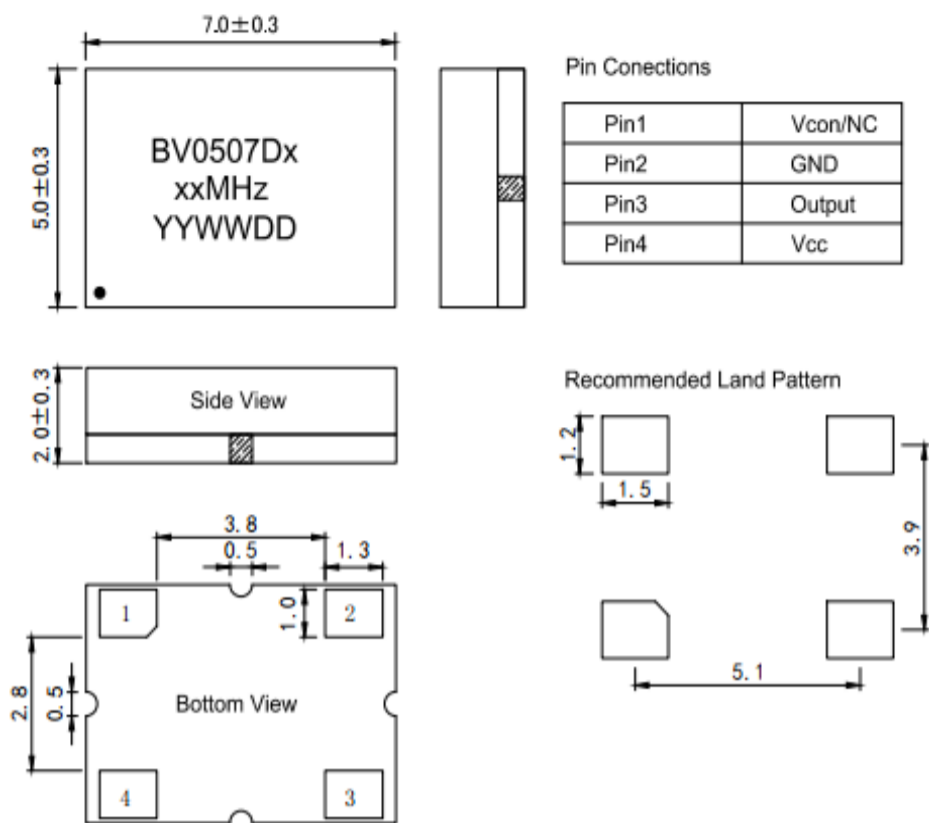 7.0±0.3
5.0±0.3
BV0507Dx
xxMHz
YYWWDD
Pin Conections
Pin1 Vcon/NC
Pin2 GND
Pin3 Output
Pin4 Vcc
2.0±0.3
Side View
Recommended Land Pattern
1.2
1.5
3.9
5.1
3.8
0.5
1.3
1
1.0
2
2.8
0.5
Bottom View
4
3